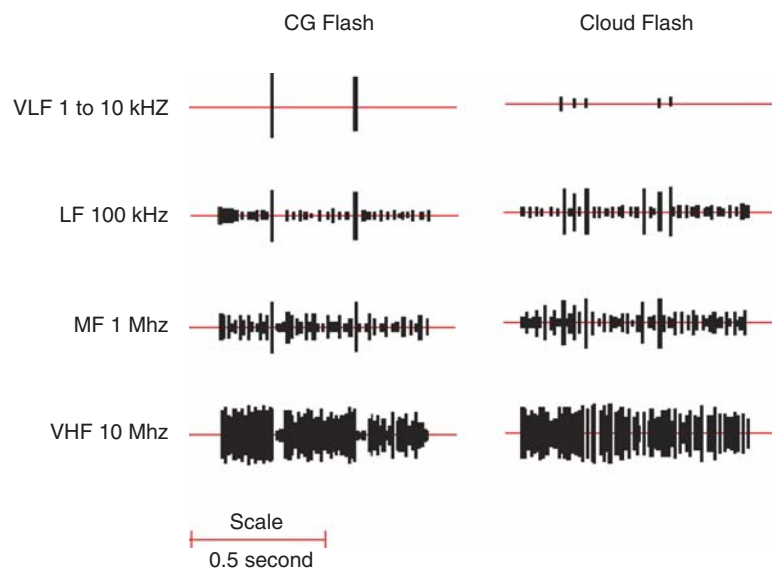 CG Flash
Cloud Flash
VLF 1 to 10 kHZ
LF 100 kHz
MF 1 Mhz
VHF 10 Mhz
Scale
0.5 second